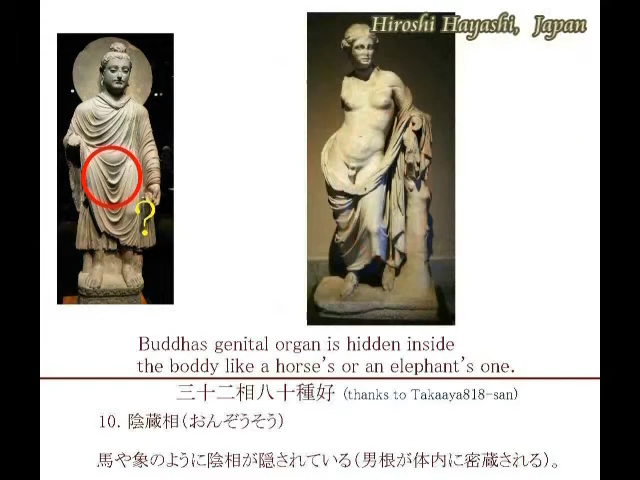 Hiroshi Hayashi, Japan
?
Buddhas genital organ is hidden inside
the boddy like a horse's or an elephant's one.
三十二相八十種好 (thanks to Takaaya818-san)
10. 陰蔵相(おんぞうそう)
馬や象のように陰相が隠されている(男根が体内に密蔵される)。